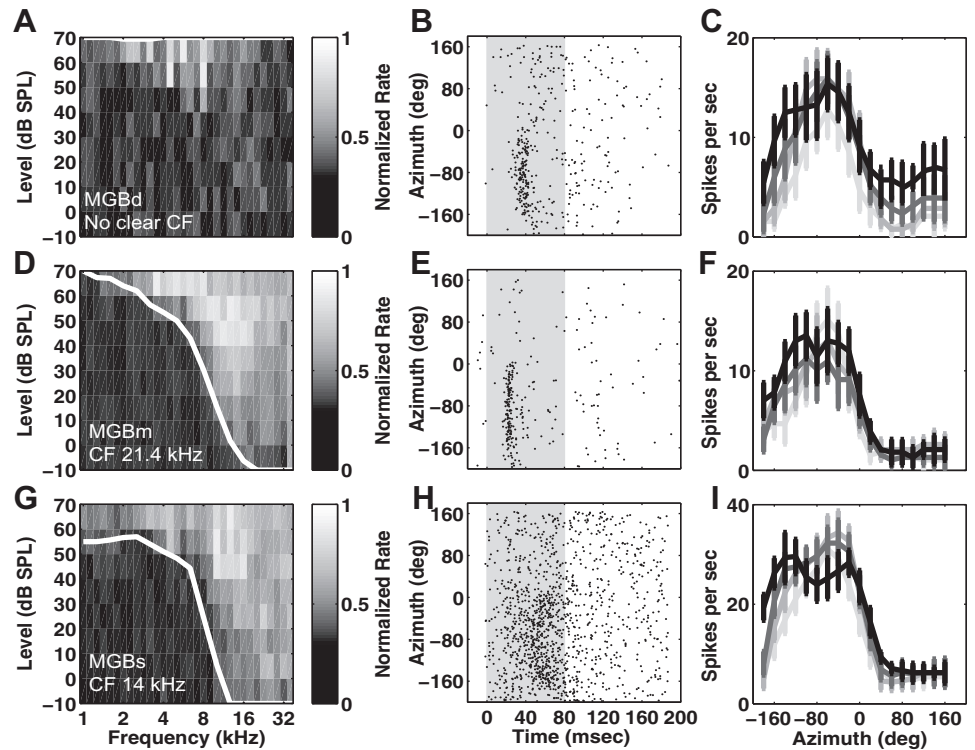 A
B
C
70
60
50
40
30
20
10
0
−10
Level (dB SPL)
MGBd
No clear CF
1
0.5
0
Normalized Rate
160
80
0
−80
−160
Azimuth (deg)
20
10
0
Spikes per sec
D
E
F
70
60
50
40
30
20
10
0
−10
Level (dB SPL)
MGBm
CF 21.4 kHz
1
0.5
0
Normalized Rate
160
80
0
−80
−160
Azimuth (deg)
20
10
0
Spikes per sec
G
H
I
70
60
50
40
30
20
10
0
−10
Level (dB SPL)
MGBs
CF 14 kHz
1 2 4 8 16 32
Frequency (kHz)
1
0.5
0
Normalized Rate
160
80
0
−80
−160
Azimuth (deg)
0 40 80 120 160 200
Time (msec)
40
20
0
Spikes per sec
−160 −80 0 80 160
Azimuth (deg)